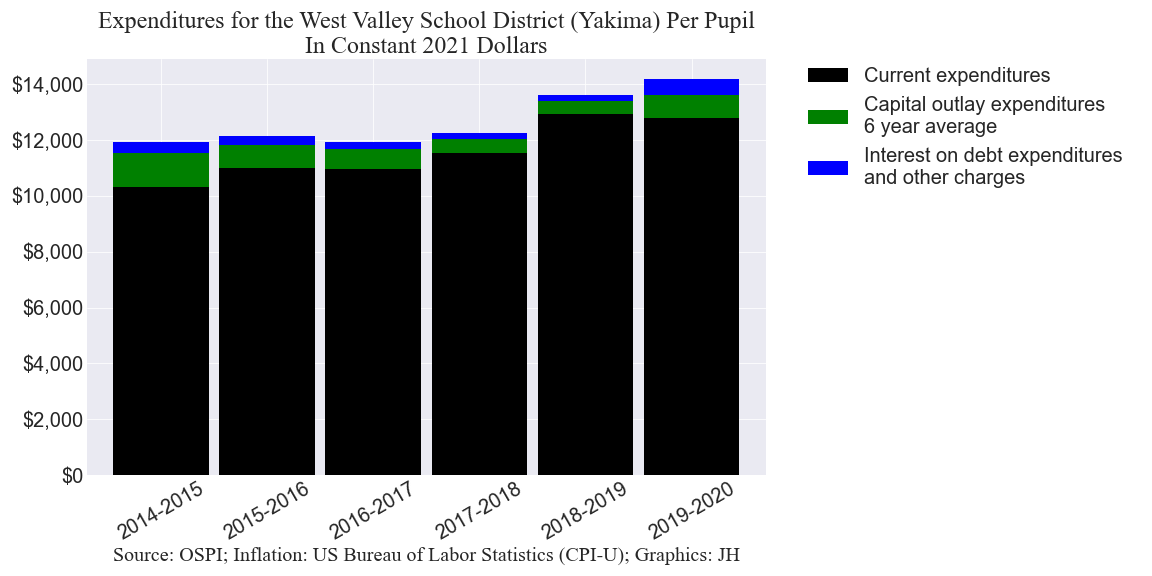 Expenditures for the West Valley School District (Yakima) Per Pupil
In Constant 2021 Dollars
$14,000
$12,000
$10,000
$8,000
$6,000
$4,000
$2,000
$0
2014-2015
2015-2016
2016-2017
2017-2018
2018-2019
2019-2020
Current expenditures
Capital outlay expenditures
6 year average
Interest on debt expenditures
and other charges
Source: OSPI; Inflation: US Bureau of Labor Statistics (CPI-U); Graphics: JH